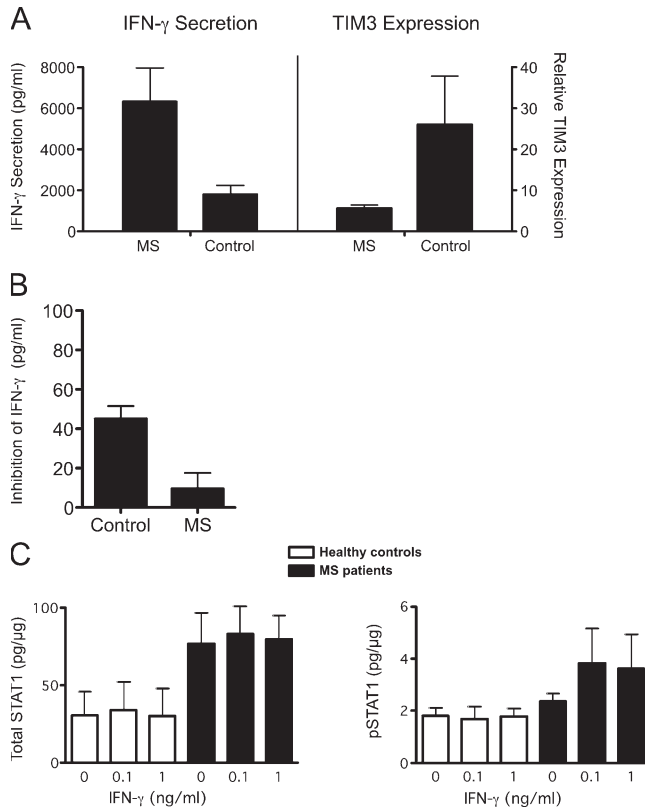 A
IFN-γ Secretion
TIM3 Expression
IFN-γ Secretion (pg/ml)
8000
6000
4000
2000
0
MS
Control
MS
Control
40
30
20
10
0
Relative TIM3 Expression
B
Inhibition of IFN-γ (pg/ml)
100
80
60
40
20
0
Control
MS
C
Healthy controls
MS patients
Total STAT1 (pg/µg)
100
50
0
0 0.1 1 0 0.1 1
IFN-γ (ng/ml)
pSTAT1 (pg/µg)
6
4
2
0
0 0.1 1 0 0.1 1
IFN-γ (ng/ml)